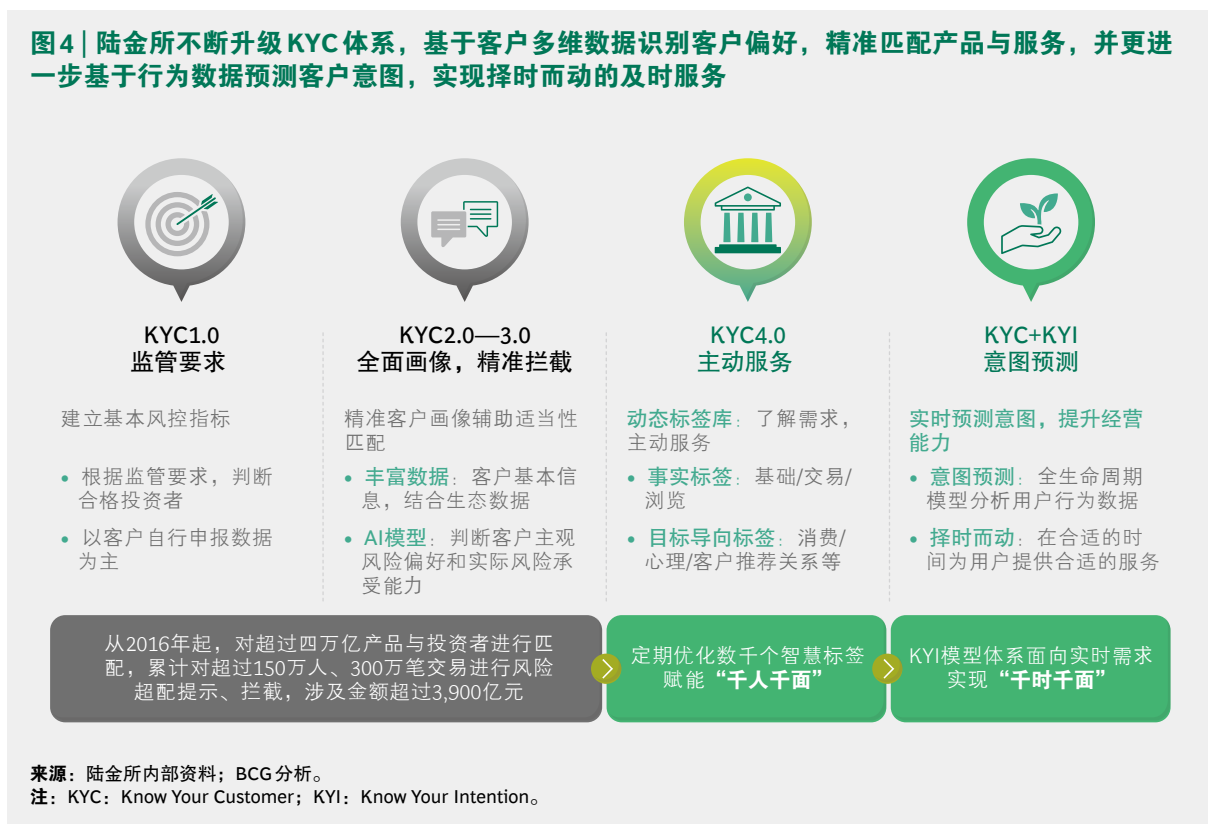 图4 | 陆金所不断升级KYC体系，基于客户多维数据识别客户偏好，精准匹配产品与服务，并更进
一步基于行为数据预测客户意图，实现择时而动的及时服务
KYC1.0
监管要求
建立基本风控指标
• 根据监管要求，判断
合格投资者
• 以客户自行申报数据
为主
KYC2.0—3.0
全面画像，精准拦截
精准客户画像辅助适当性
匹配
• 丰富数据：客户基本信
息，结合生态数据
• AI模型：判断客户主观
风险偏好和实际风险承
受能力
KYC4.0
主动服务
动态标签库：了解需求，
主动服务
• 事实标签：基础/交易/
浏览
• 目标导向标签：消费/
心理/客户推荐关系等
KYC+KYI
意图预测
实时预测意图，提升经营
能力
• 意图预测：全生命周期
模型分析用户行为数据
• 择时而动：在合适的时
间为用户提供合适的服务
从2016年起，对超过四万亿产品与投资者进行匹
配，累计对超过150万人、300万笔交易进行风险
超配提示、拦截，涉及金额超过3,900亿元
定期优化数千个智慧标签
赋能“千人千面”
KYI模型体系面向实时需求
实现“千时千面”
来源：陆金所内部资料；BCG分析。
注：KYC：Know Your Customer；KYI：Know Your Intention。